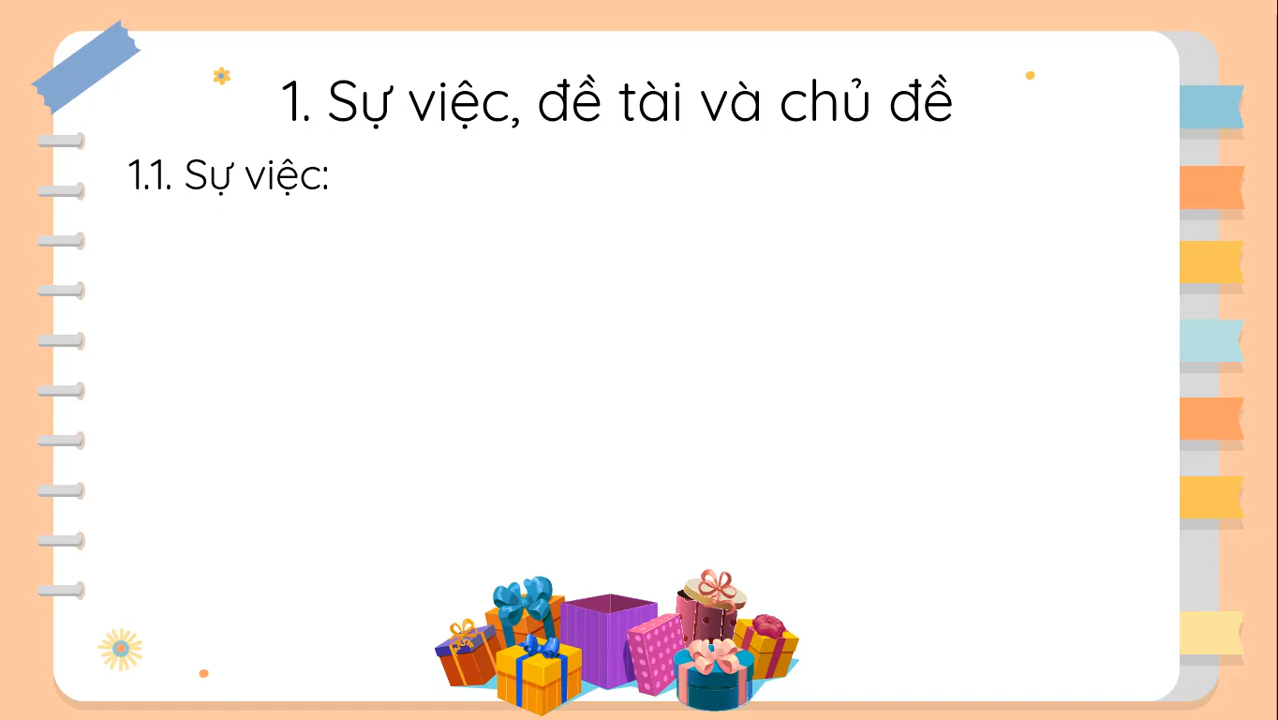 1. Sự việc, đề tài và chủ đề
1.1. Sự việc: